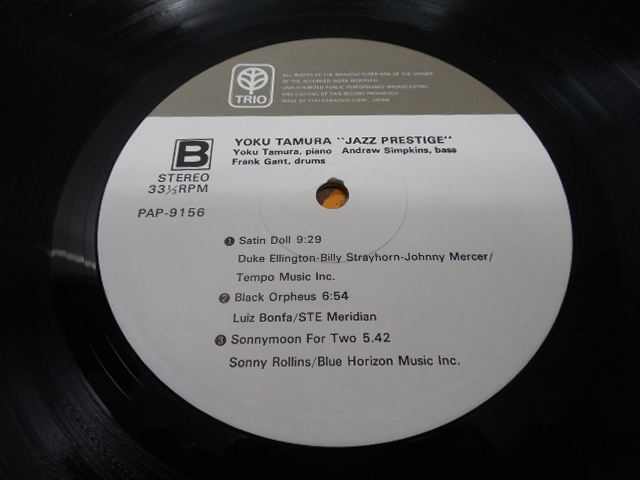 TRIO
ALL RIGHTS OF THE MANUFACTURER AND OF THE OWNER
OF THE RECORDED WORK RESERVED
UNAUTHORIZED PUBLIC PERFORMANCE BROADCASTING
AND COPYING OF THIS RECORD PROHIBITED
MADE BY TRIO-KENWOOD CORP. JAPAN
B
STEREO
33⅓RPM
PAP-9156
YOKU TAMURA "JAZZ PRESTIGE"
Yoku Tamura, piano Andrew Simpkins, bass
Frank Gant, drums
❶ Satin Doll 9:29
Duke Ellington-Billy Strayhorn-Johnny Mercer/
Tempo Music Inc.
❷ Black Orpheus 6:54
Luiz Bonfa/STE Meridian
❸ Sonnymoon For Two 5.42
Sonny Rollins/Blue Horizon Music Inc.